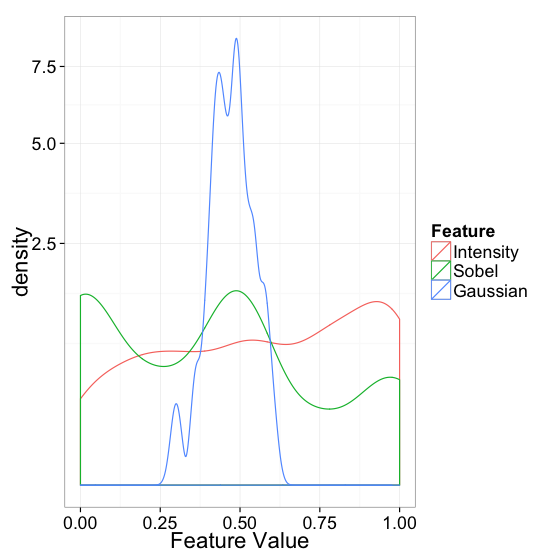 7.5
5.0
2.5
density
0.00
0.25
0.50
0.75
1.00
Feature Value
Feature
Intensity
Sobel
Gaussian